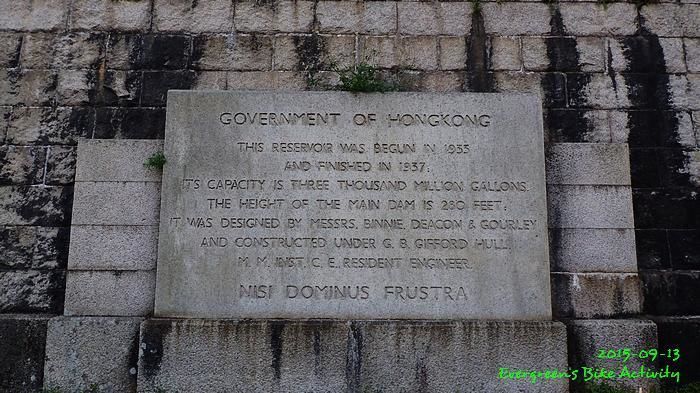 GOVERNMENT OF HONGKONG
THIS RESERVOIR WAS BEGUN IN 1933
AND FINISHED IN 1937;
ITS CAPACITY IS THREE THOUSAND MILLION GALLONS.
THE HEIGHT OF THE MAIN DAM IS 280 FEET;
IT WAS DESIGNED BY MESSRS. BINNIE, DEACON & GOURLEY
AND CONSTRUCTED UNDER G. B. GIFFORD HULL.
M. M. INST. C. E. RESIDENT ENGINEER.
NISI DOMINUS FRUSTRA
2015-09-13
Evergreen's Bike Activity